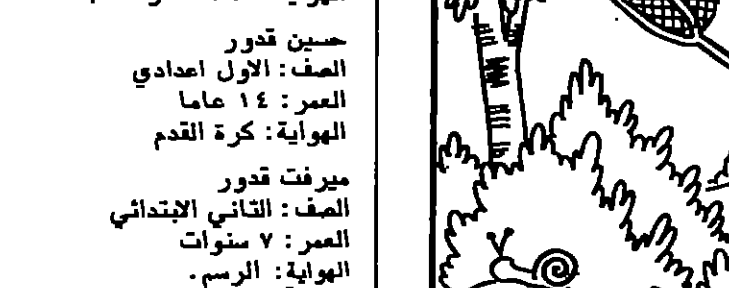 الهواية:
حسين قدور
الصف: الاول اعدادي
العمر: ١٤ عاما
الهواية: كرة القدم
ميرفت قدور
الصف: الثاني الابتدائي
العمر: ٧ سنوات
الهواية: الرسم.